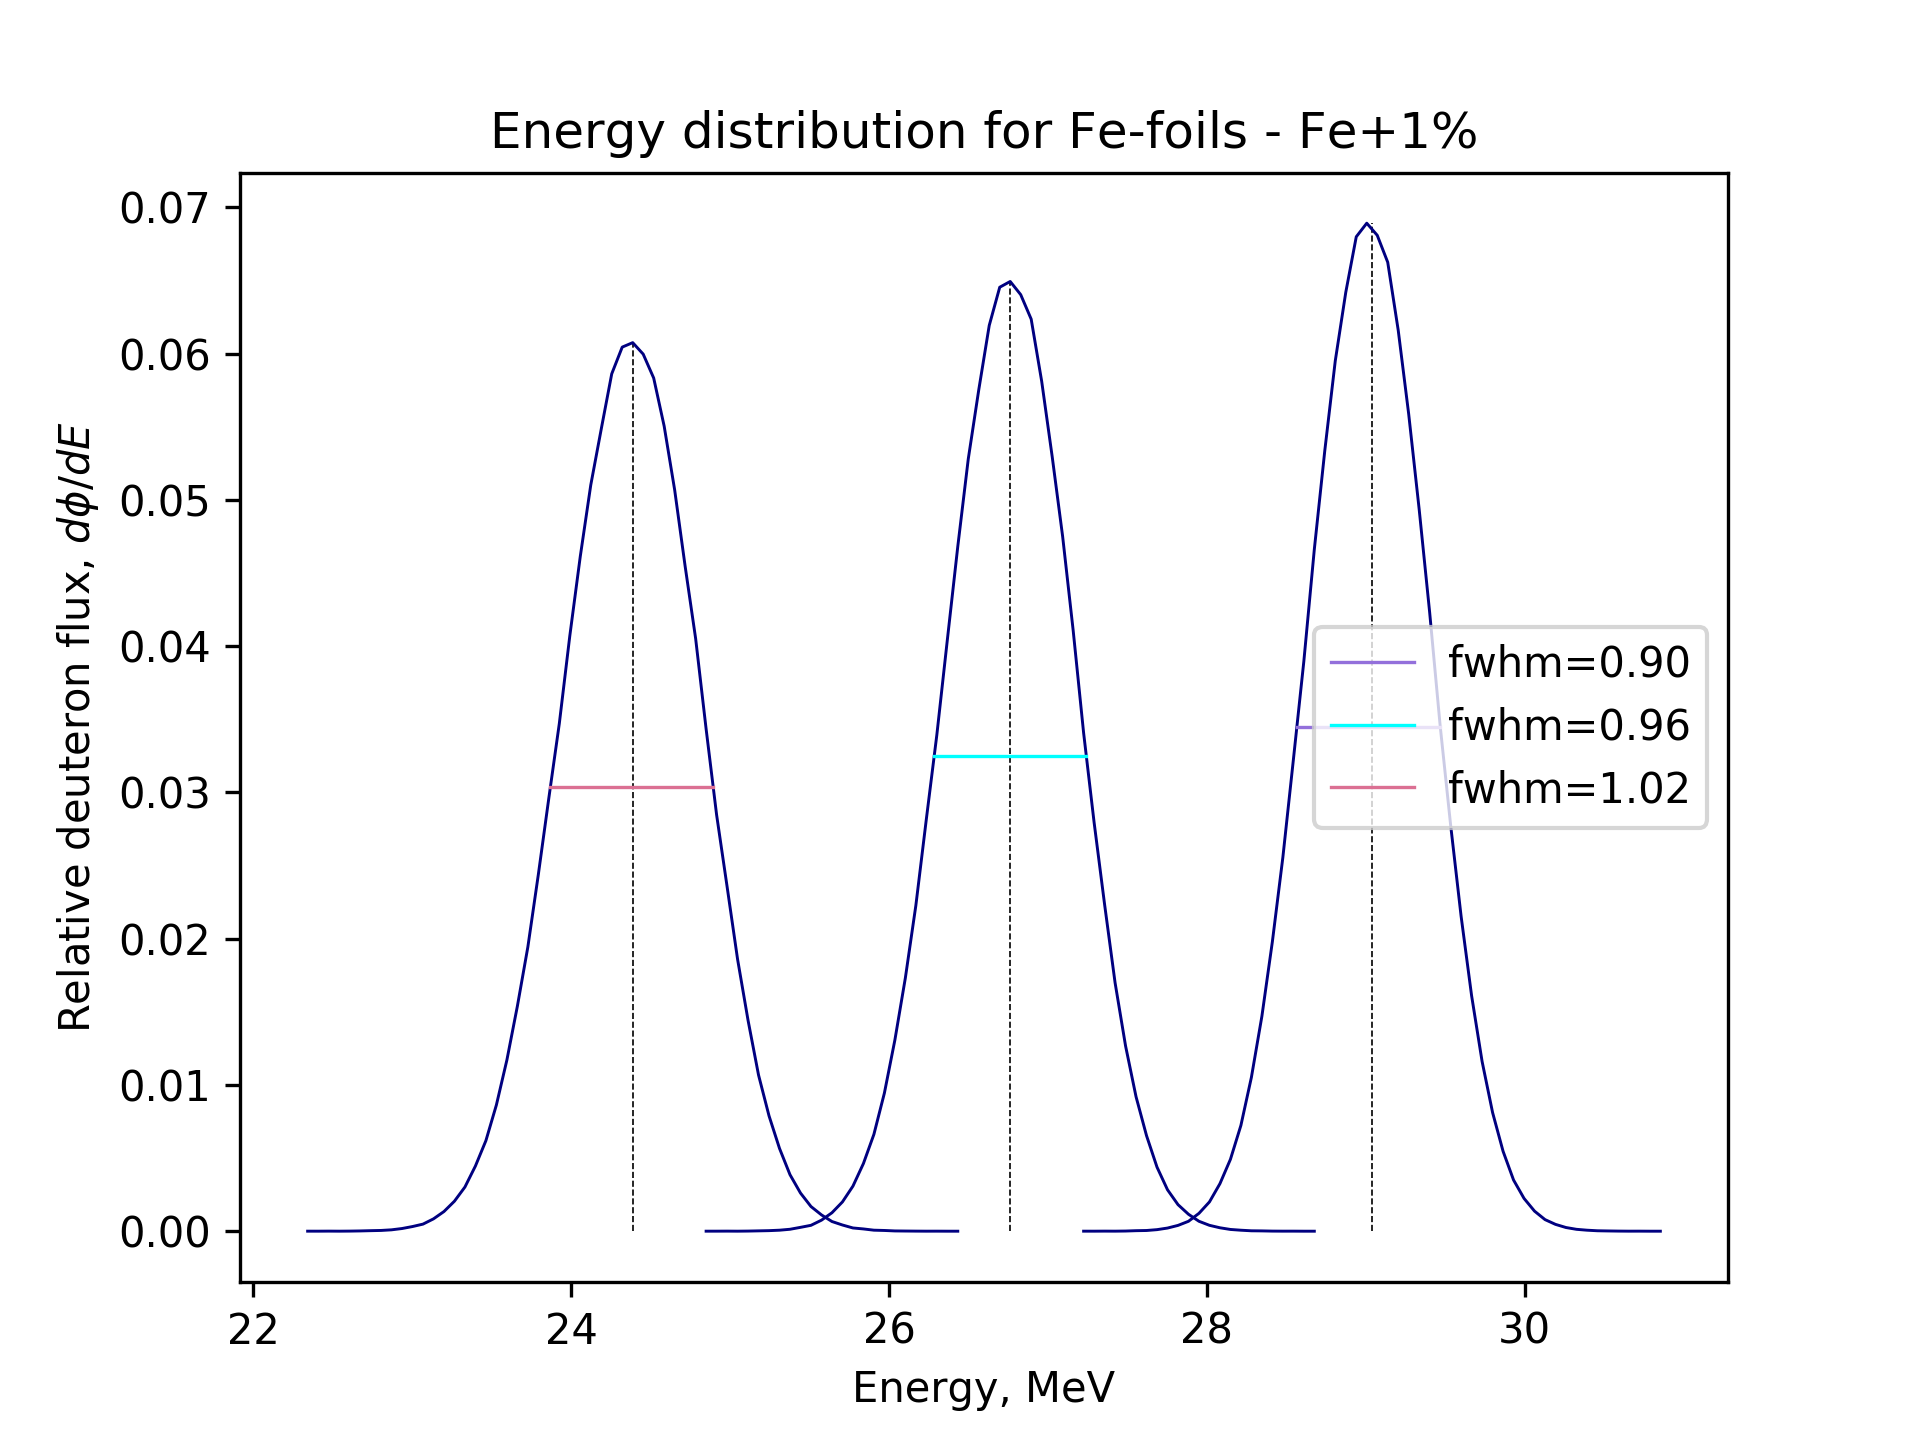 Energy distribution for Fe-foils - Fe+1%
Relative deuteron flux, dϕ/dE
0.07
0.06
0.05
0.04
0.03
0.02
0.01
0.00
fwhm=0.90
fwhm=0.96
fwhm=1.02
22 24 26 28 30
Energy, MeV